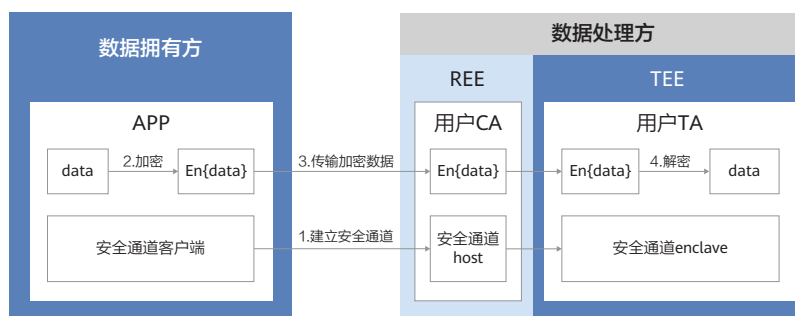 数据拥有方
数据处理方
REE
TEE
APP
用户CA
用户TA
data
2.加密
En{data}
3.传输加密数据
En{data}
En{data}
4.解密
data
安全通道客户端
1.建立安全通道
安全通道
host
安全通道enclave